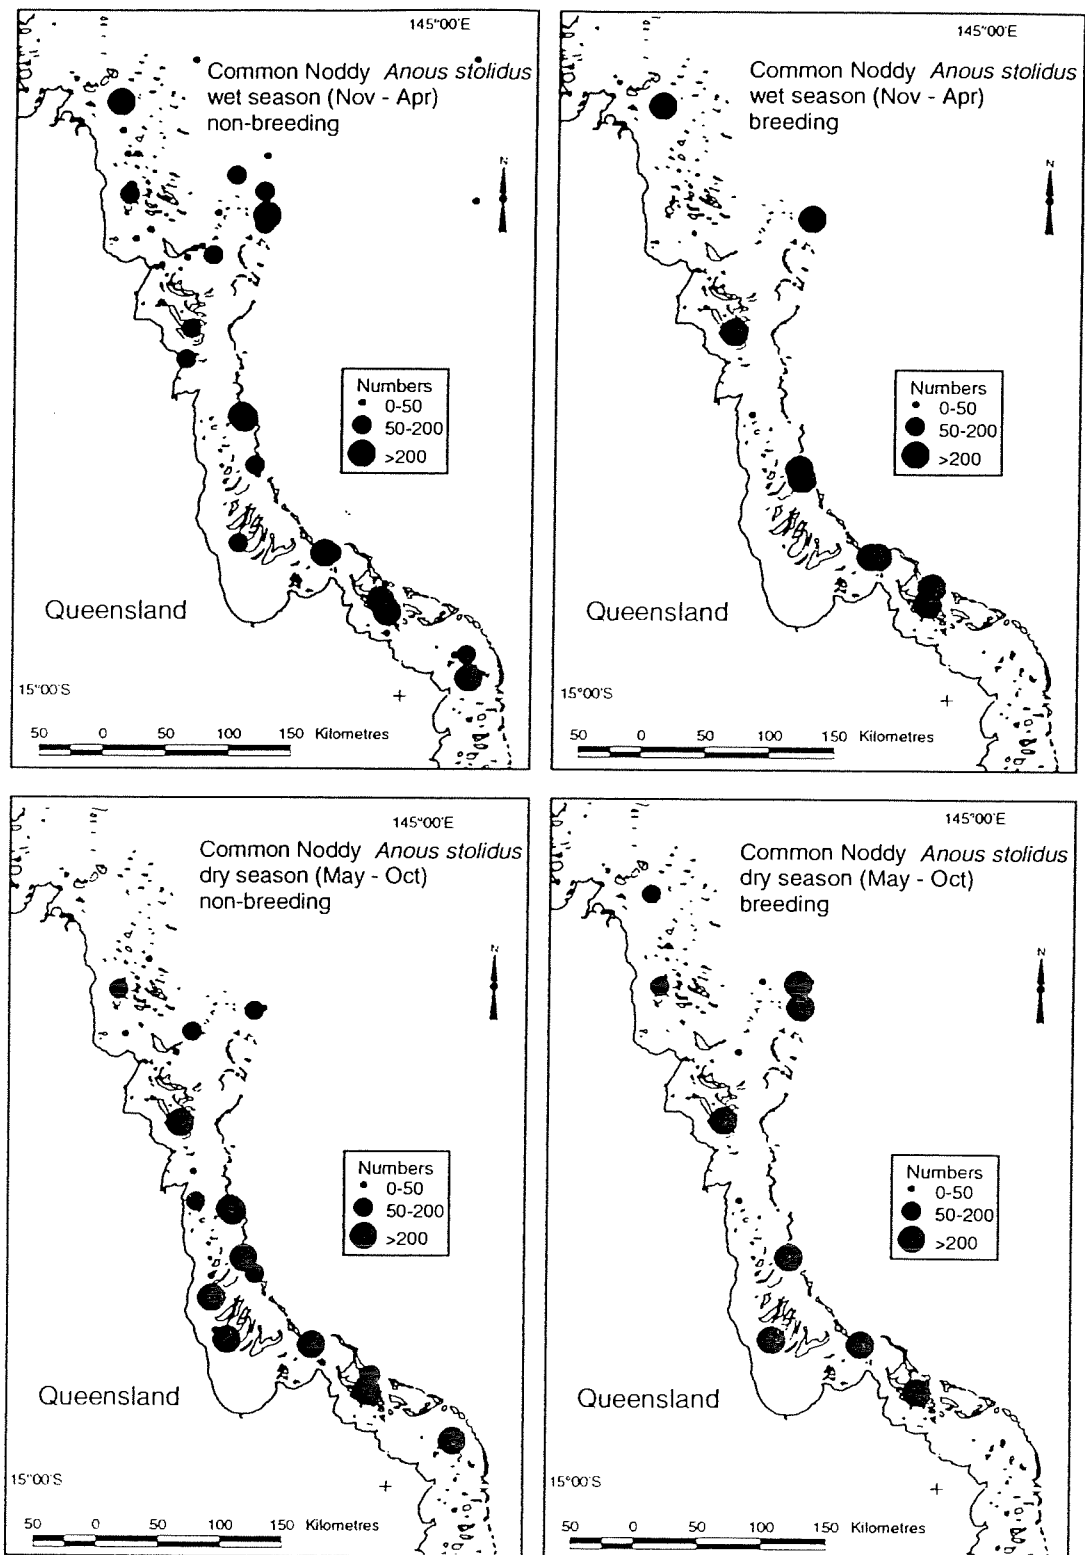 145°00'E
Common Noddy Anous stolidus
wet season (Nov - Apr)
non-breeding
N
Numbers
0-50
50-200
>200
Queensland
15°00'S
50 0 50 100 150 Kilometres
145°00'E
Common Noddy Anous stolidus
wet season (Nov - Apr)
breeding
N
Numbers
0-50
50-200
>200
Queensland
15°00'S
50 0 50 100 150 Kilometres
145°00'E
Common Noddy Anous stolidus
dry season (May - Oct)
non-breeding
N
Numbers
0-50
50-200
>200
Queensland
15°00'S
50 0 50 100 150 Kilometres
145°00'E
Common Noddy Anous stolidus
dry season (May - Oct)
breeding
N
Numbers
0-50
50-200
>200
Queensland
15°00'S
50 0 50 100 150 Kilometres